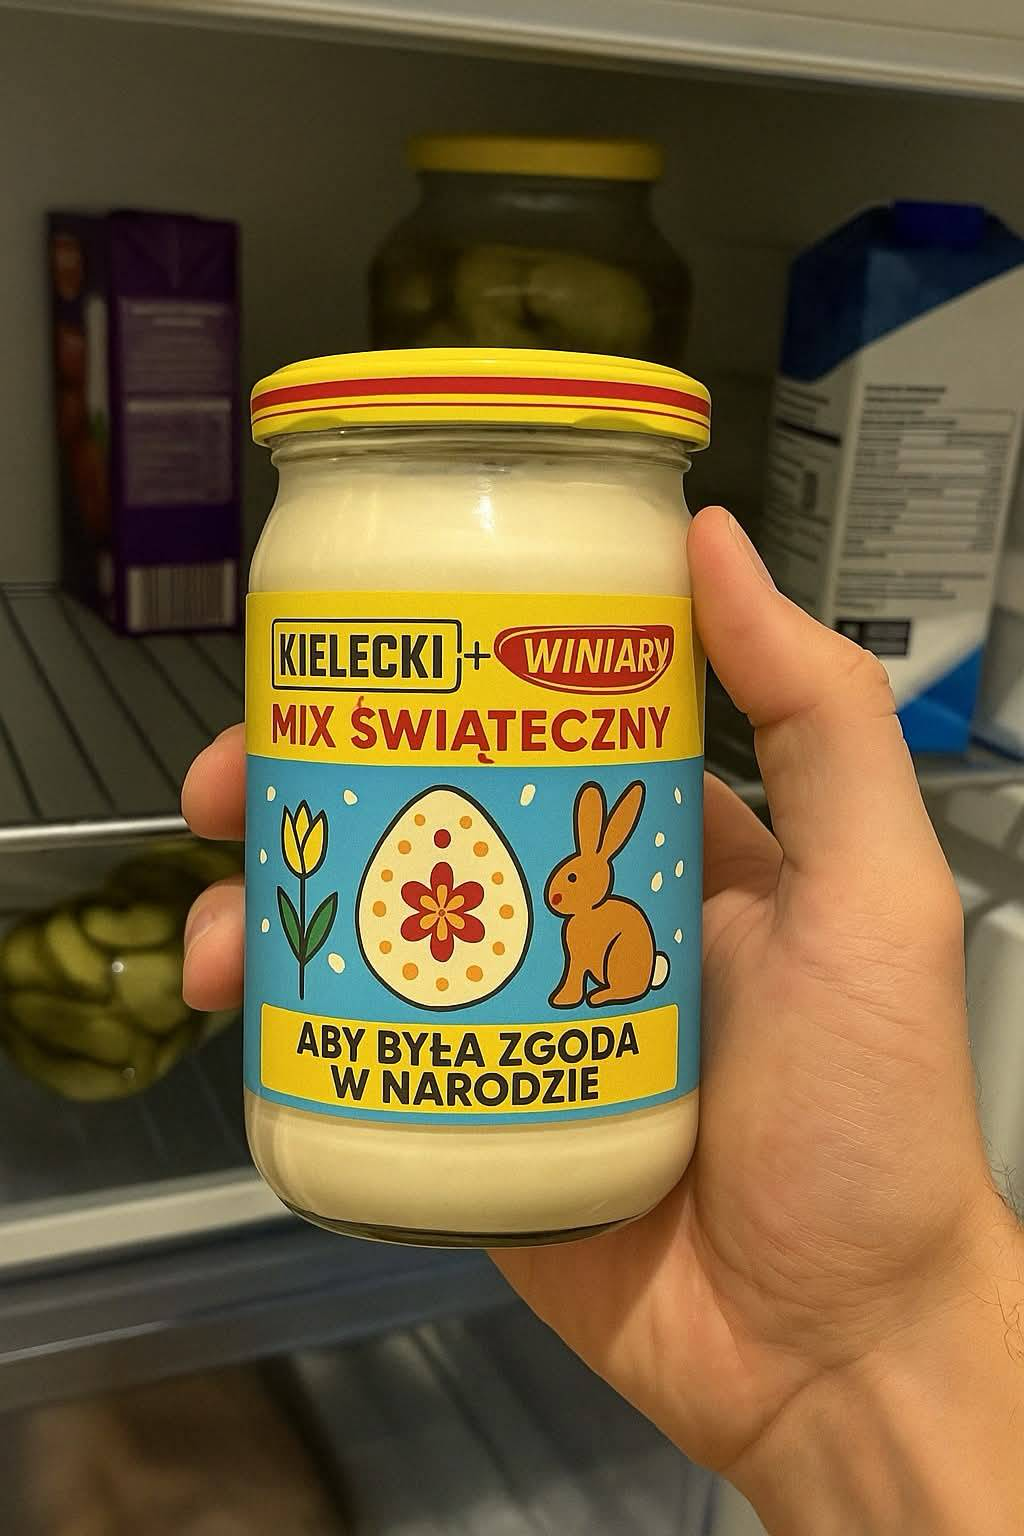 KIELECKI + WINIARY
MIX ŚWIĄTECZNY
ABY BYŁA ZGODA
W NARODZIE